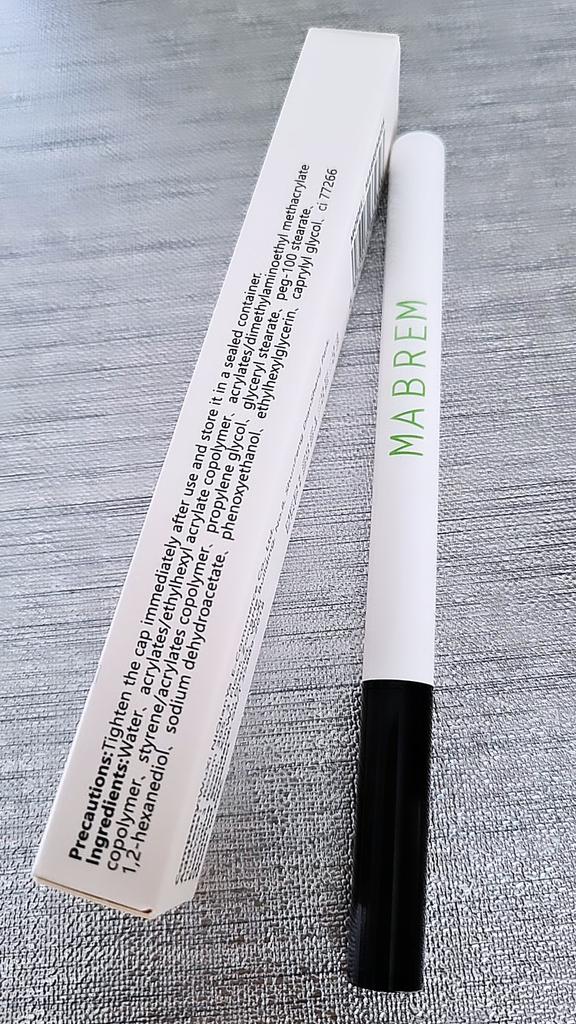 Precautions:Tighten the cap immediately after use and store it in a sealed container.
Ingredients:Water、acrylates/ethylhexyl acrylate copolymer、acrylates/dimethylaminoethyl methacrylate
copolymer、styrene/acrylates copolymer、propylene glycol、glyceryl stearate、peg-100 stearate、
1,2-hexanediol、sodium dehydroacetate、phenoxyethanol、ethylhexylglycerin、caprylyl glycol、ci 77266
MABREM